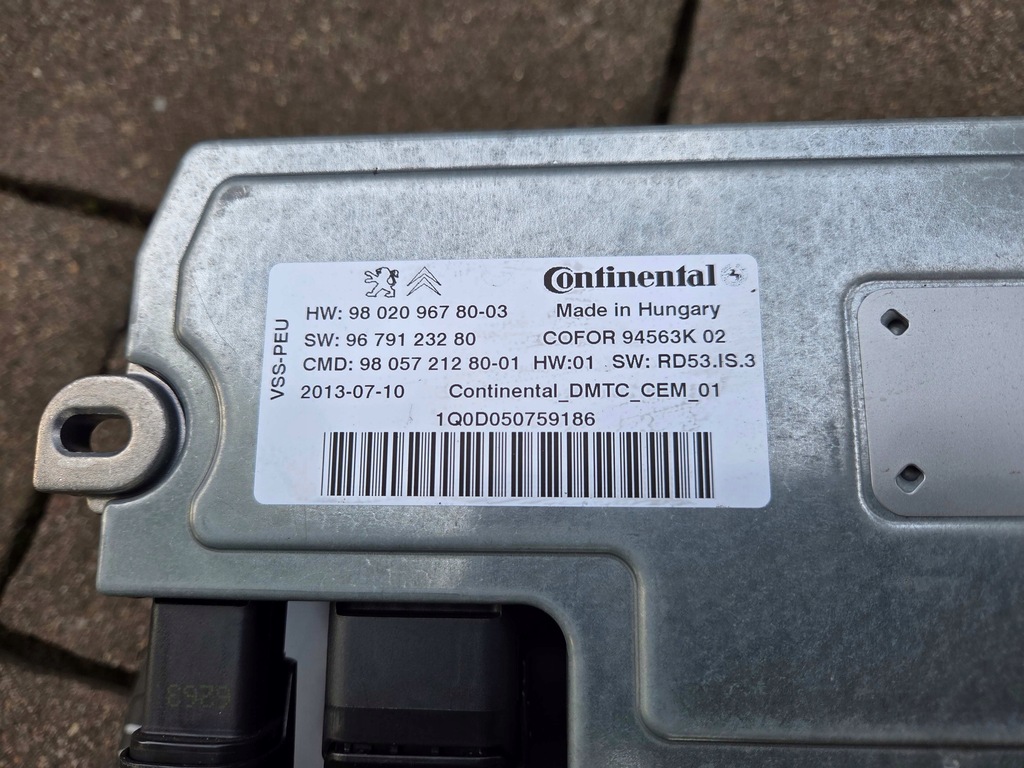 Continental
HW: 98 020 967 80-03 Made in Hungary
SW: 96 791 232 80 COFOR 94563K 02
CMD: 98 057 212 80-01 HW:01 SW: RD53.IS.3
2013-07-10 Continental_DMTC_CEM_01
1Q0D050759186
VSS-PEU
6268